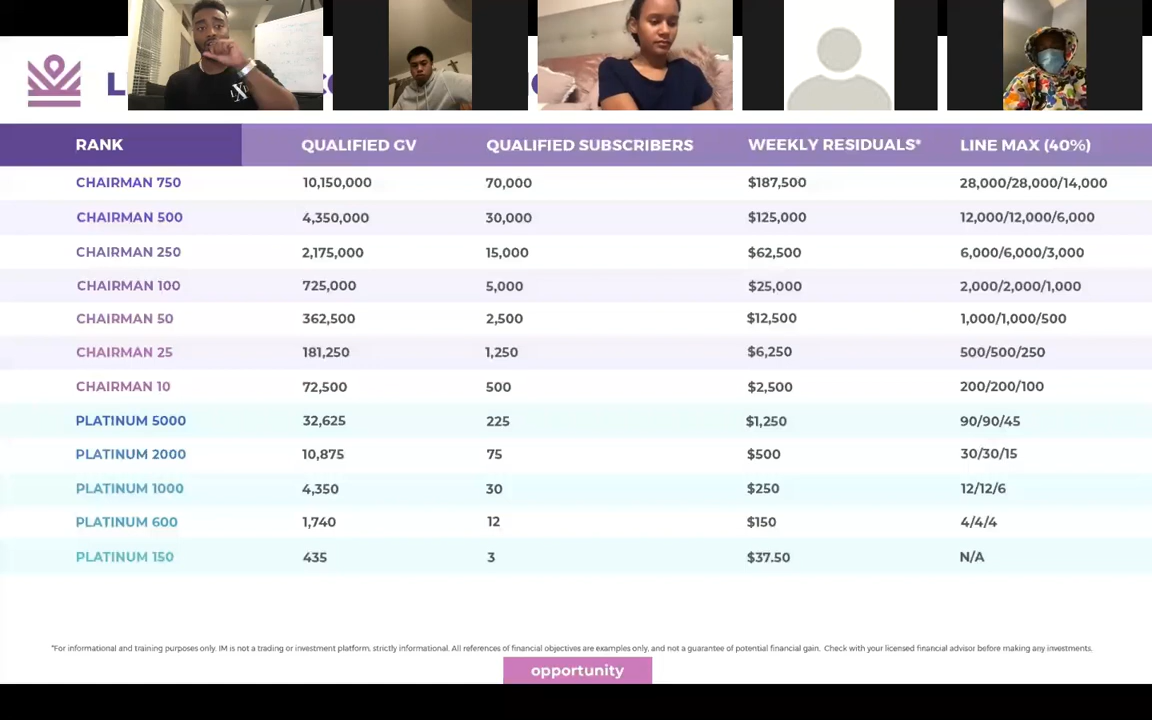 RANK QUALIFIED GV QUALIFIED SUBSCRIBERS WEEKLY RESIDUALS* LINE MAX (40%)
CHAIRMAN 750 10,150,000 70,000 $187,500 28,000/28,000/14,000
CHAIRMAN 500 4,350,000 30,000 $125,000 12,000/12,000/6,000
CHAIRMAN 250 2,175,000 15,000 $62,500 6,000/6,000/3,000
CHAIRMAN 100 725,000 5,000 $25,000 2,000/2,000/1,000
CHAIRMAN 50 362,500 2,500 $12,500 1,000/1,000/500
CHAIRMAN 25 181,250 1,250 $6,250 500/500/250
CHAIRMAN 10 72,500 500 $2,500 200/200/100
PLATINUM 5000 32,625 225 $1,250 90/90/45
PLATINUM 2000 10,875 75 $500 30/30/15
PLATINUM 1000 4,350 30 $250 12/12/6
PLATINUM 600 1,740 12 $150 4/4/4
PLATINUM 150 435 3 $37.50 N/A
*For informational and training purposes only. IM is not a trading or investment platform, strictly informational. All references of financial objectives are examples only, and not a guarantee of potential financial gain. Check with your licensed financial advisor before making any investments.
opportunity